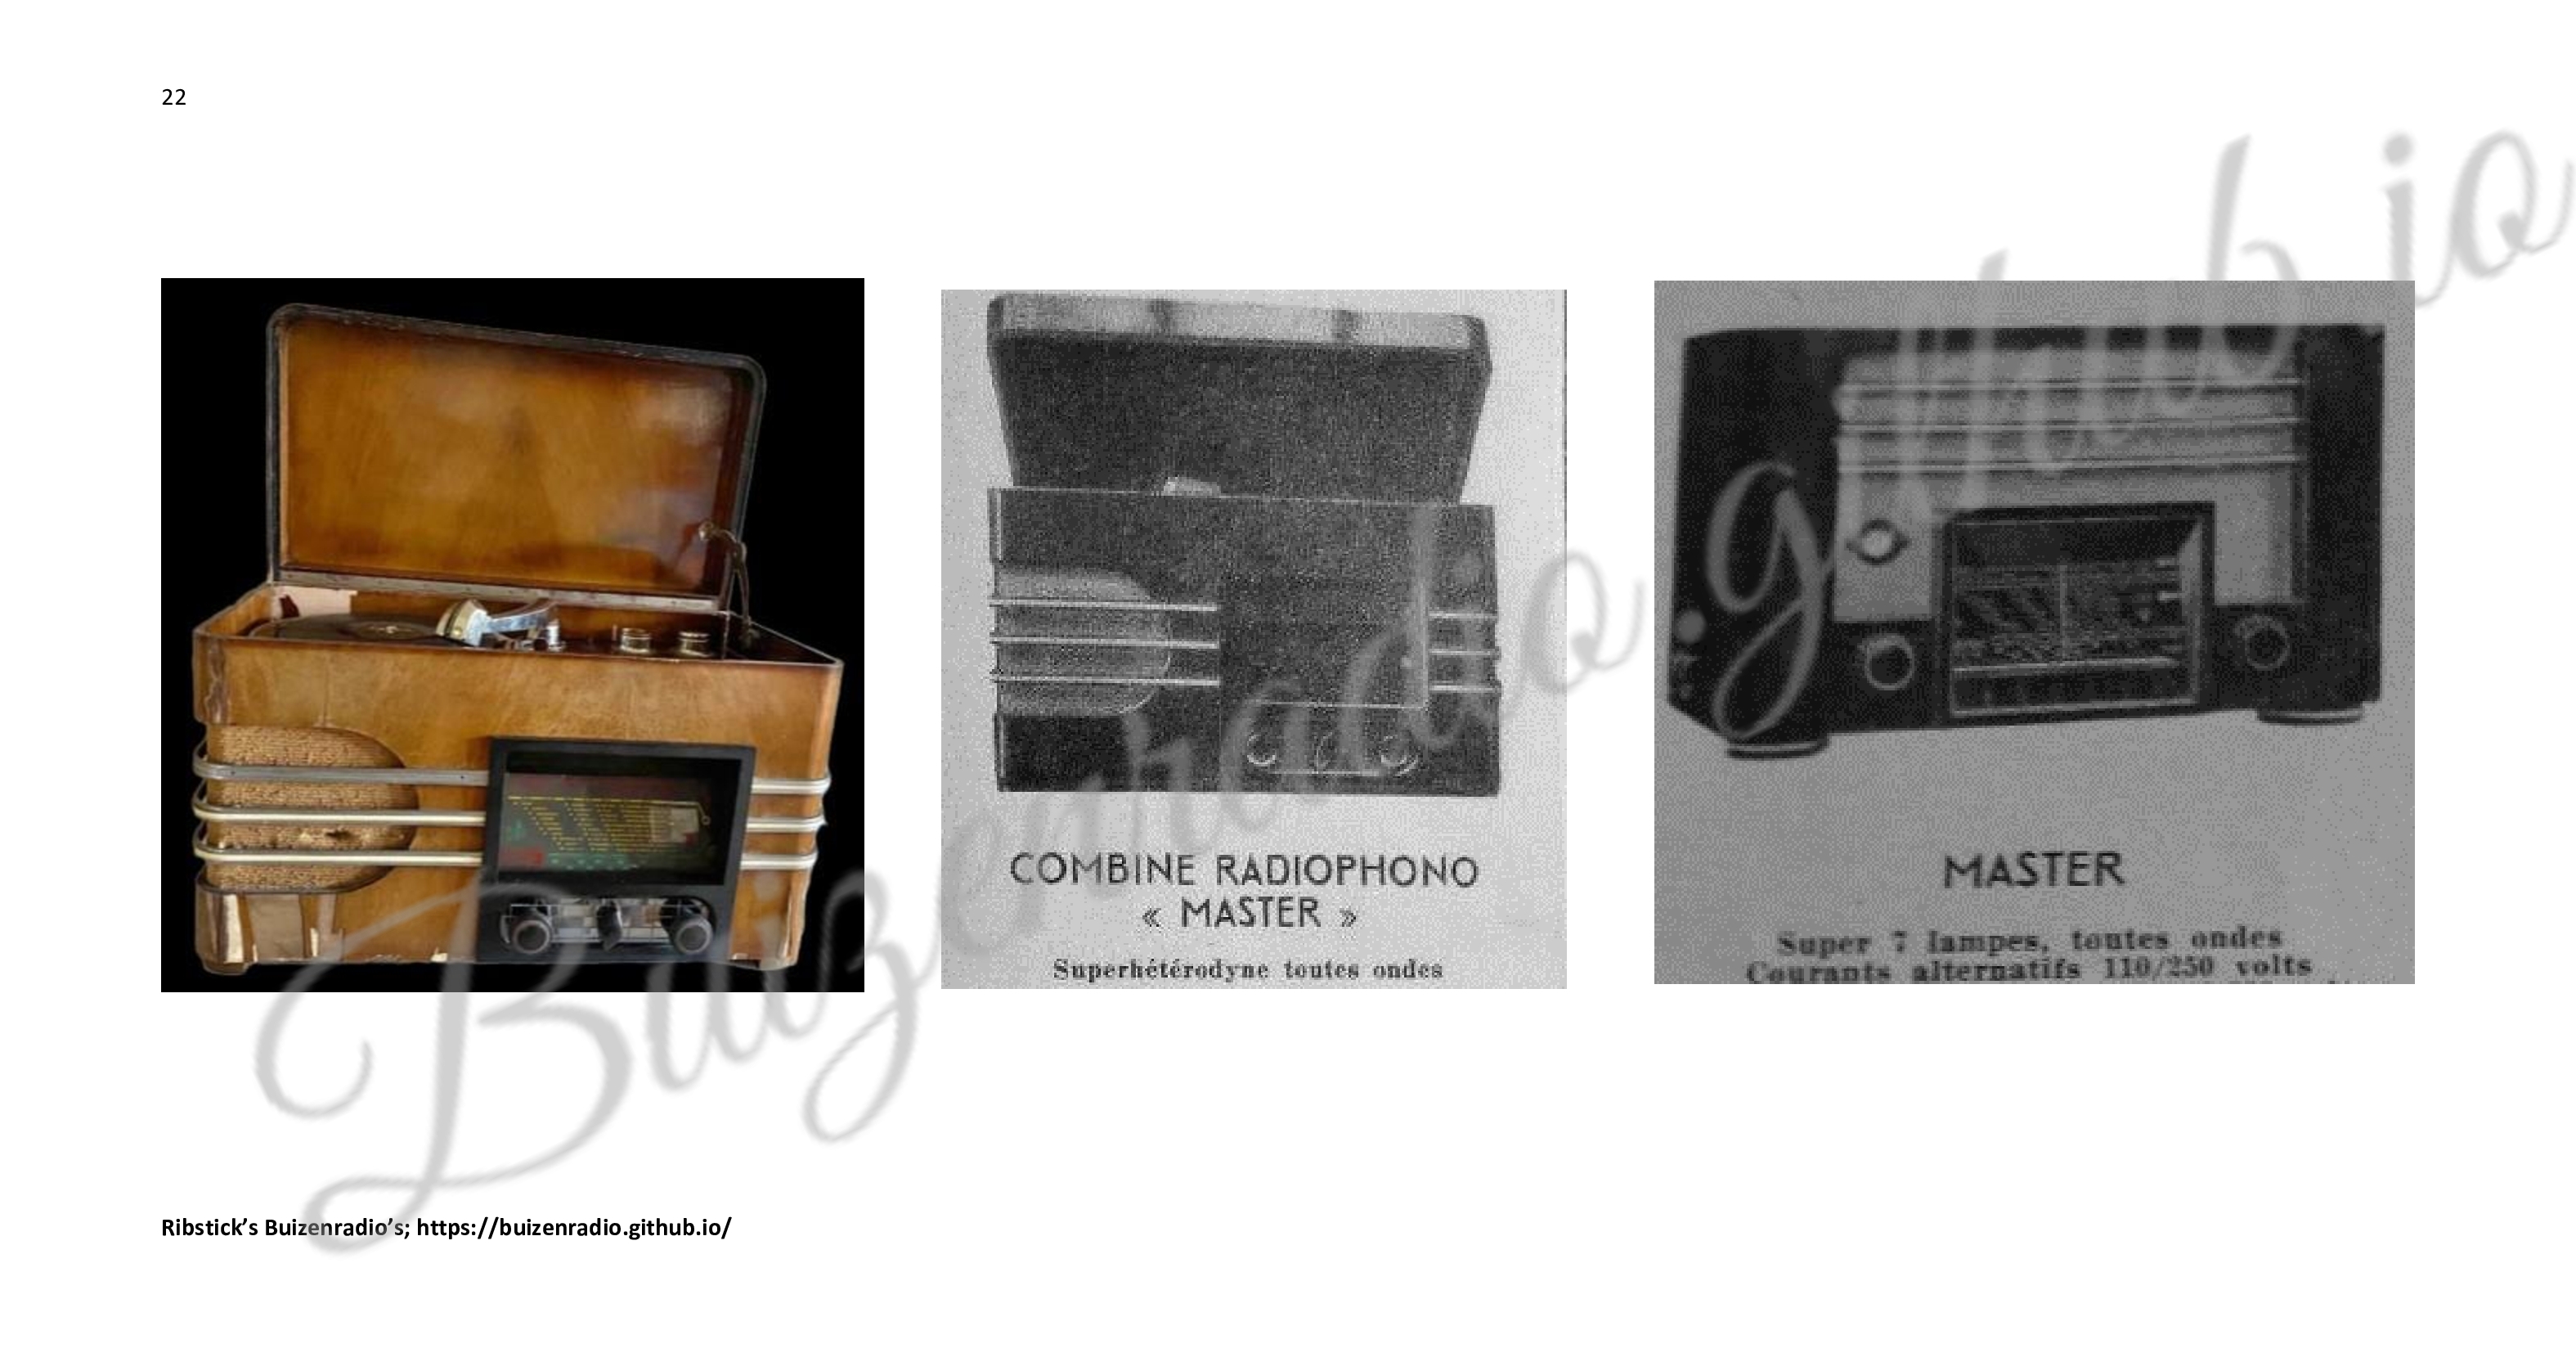 22
COMBINE RADIOPHONO
« MASTER »
Superhétérodyne toutes ondes
MASTER
Super 7 lampes, toutes ondes
Courants alternatifs 110/250 volts
Buizenradio.github.io
Ribstick’s Buizenradio’s; https://buizenradio.github.io/